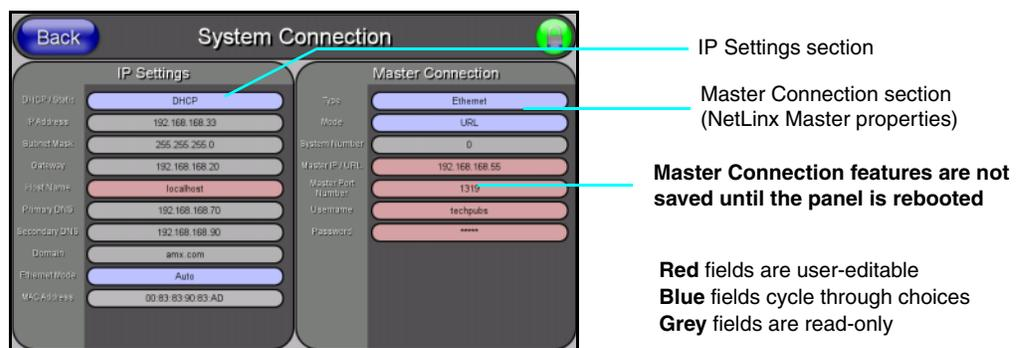 Back
System Connection
IP Settings
DHCP / Static DHCP
IP Address 192.168.168.33
Subnet Mask 255.255.255.0
Gateway 192.168.168.20
Host Name localhost
Primary DNS 192.168.168.70
Secondary DNS 192.168.168.90
Domain amx.com
Ethernet Mode Auto
MAC Address 00:83:83:90:83:AD
Master Connection
Type Ethernet
Mode URL
System Number 0
Master IP / URL 192.168.168.55
Master Port
Number 1319
Username techpubs
Password *****
IP Settings section
Master Connection section
(NetLinx Master properties)
Master Connection features are not
saved until the panel is rebooted
Red fields are user-editable
Blue fields cycle through choices
Grey fields are read-only